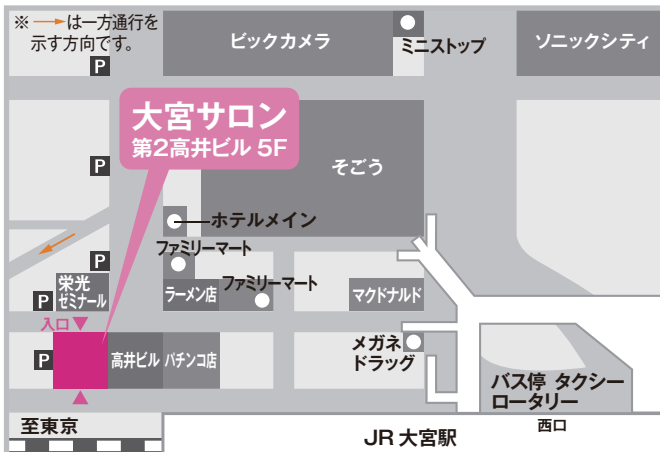 ※→は一方通行を
示す方向です。
P
ビックカメラ
ミニストップ
ソニックシティ
大宮サロン
第2高井ビル 5F
P
そごう
ホテルメイン
ファミリーマート
P
栄光
ゼミナール
P
ラーメン店
ファミリーマート
マクドナルド
入口
P
高井ビル
パチンコ店
メガネ
ドラッグ
バス停 タクシー
ロータリー
至東京
JR 大宮駅
西口